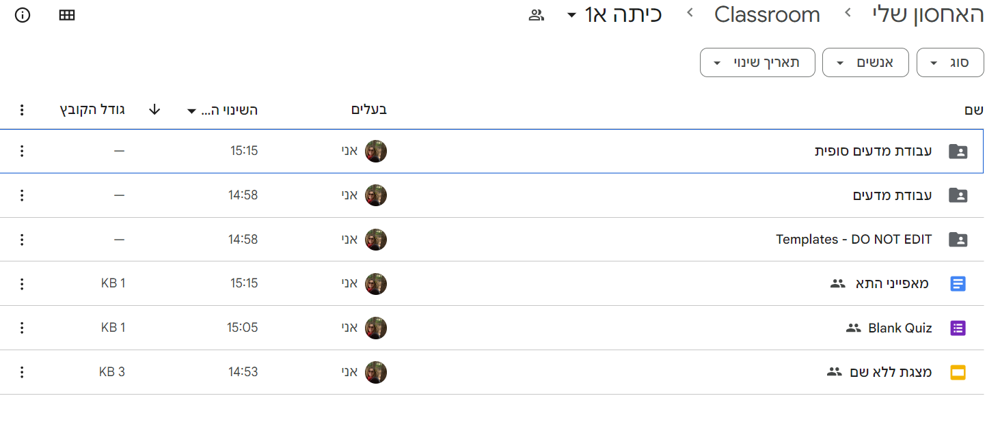 האחסון שלי > Classroom > כיתה א1
סוג אנשים תאריך שינוי
שם בעלים השינוי ה... גודל הקובץ
עבודת מדעים סופית אני 15:15 —
עבודת מדעים אני 14:58 —
Templates - DO NOT EDIT אני 14:58 —
מאפייני התא אני 15:15 1 KB
Blank Quiz אני 15:05 1 KB
מצגת ללא שם אני 14:53 3 KB